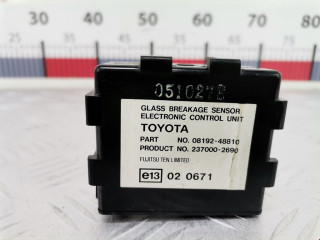 30 40 50 60 70 80
GLASS BREAKAGE SENSOR
ELECTRONIC CONTROL UNIT
TOYOTA
PART NO. 08192-48810
PRODUCT NO. 237000-2690
FUJITSU TEN LIMITED
e13 02 0671